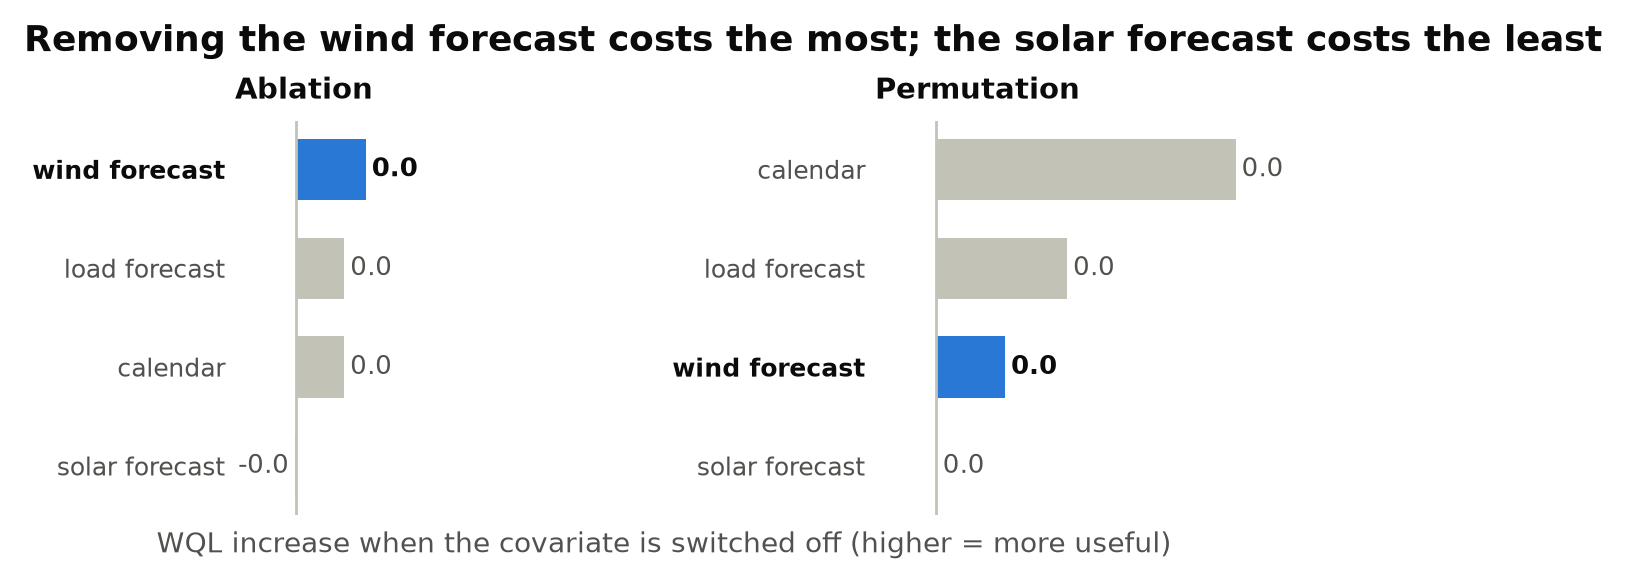 Removing the wind forecast costs the most; the solar forecast costs the least
Ablation
wind forecast 0.0
load forecast 0.0
calendar 0.0
solar forecast -0.0
Permutation
calendar 0.0
load forecast 0.0
wind forecast 0.0
solar forecast 0.0
WQL increase when the covariate is switched off (higher = more useful)